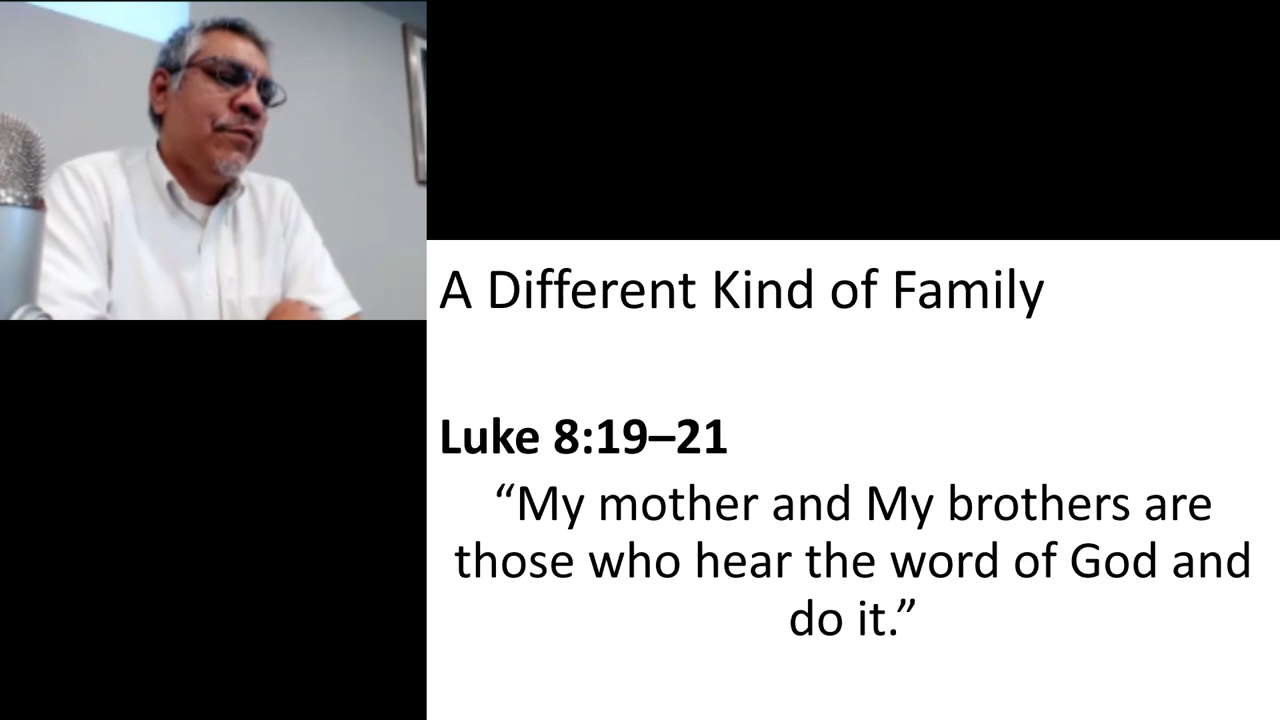 A Different Kind of Family
Luke 8:19–21
“My mother and My brothers are
those who hear the word of God and
do it.”